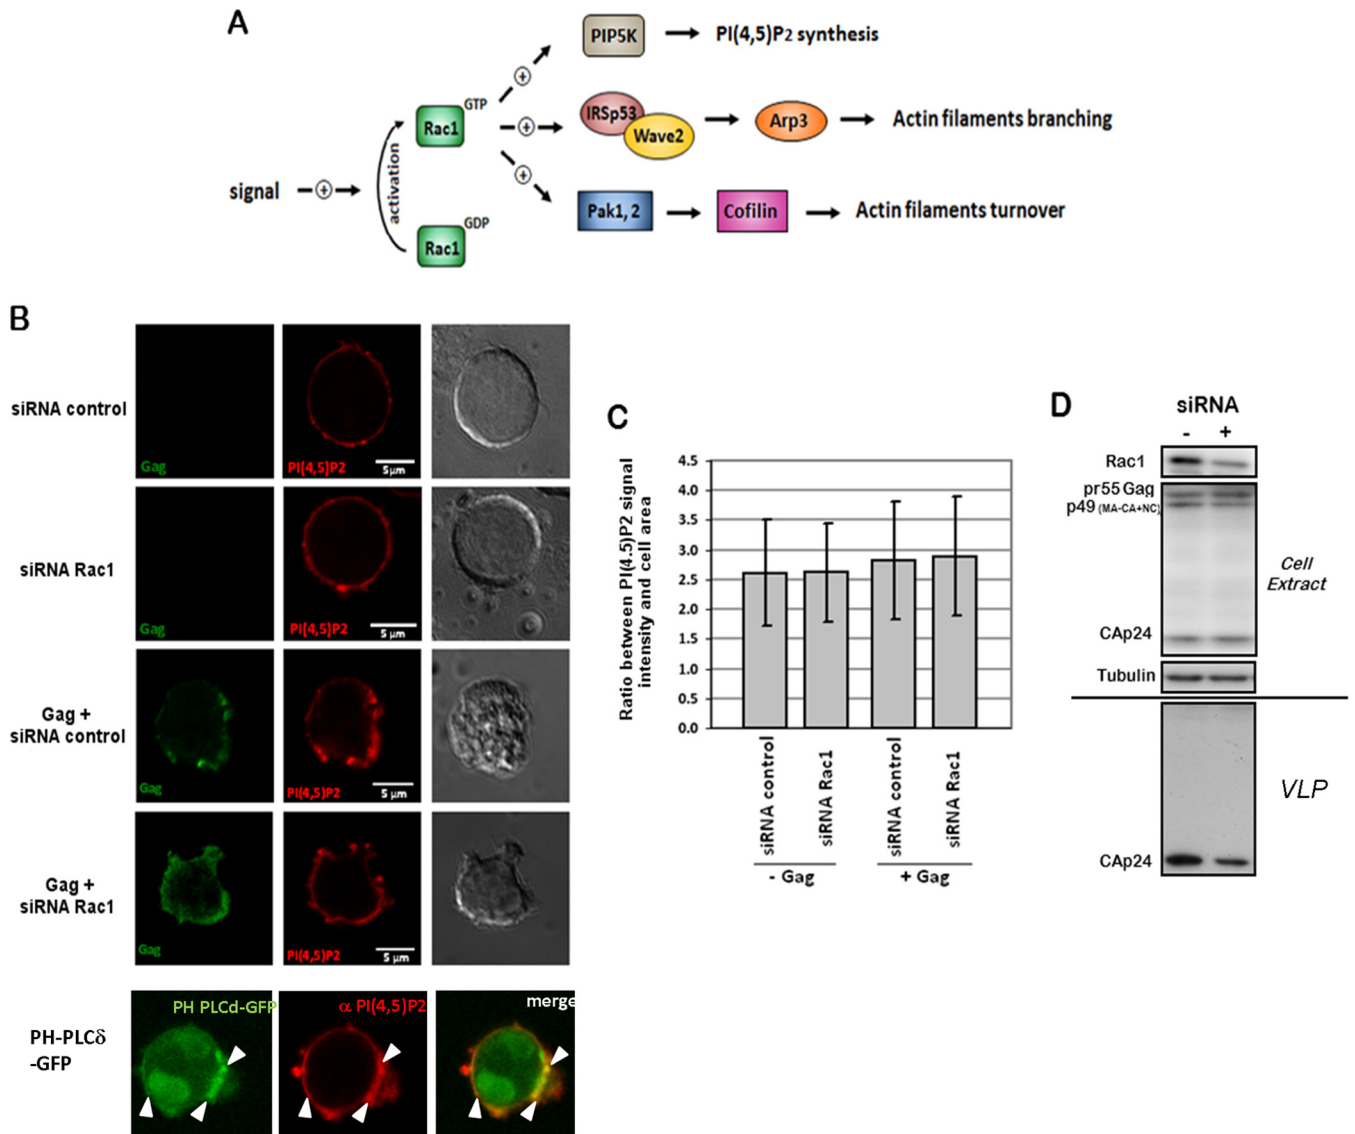 A
PIP5K
PI(4,5)P2 synthesis
GTP
Rac1
IRSp53
Wave2
Arp3
Actin filaments branching
signal
activation
GDP
Rac1
Pak1, 2
Cofilin
Actin filaments turnover
+
+
+
+
B
siRNA control
Gag
PI(4,5)P2
5μm
siRNA Rac1
Gag
PI(4,5)P2
5 μm
Gag +
siRNA control
Gag
PI(4,5)P2
5 μm
Gag +
siRNA Rac1
Gag
PI(4,5)P2
5 μm
PH-PLCδ
-GFP
PH PLCd-GFP
α PI(4,5)P2
merge
C
Ratio between PI(4.5)P2 signal
intensity and cell area
4.5
4.0
3.5
3.0
2.5
2.0
1.5
1.0
0.5
0.0
siRNA control
siRNA Rac1
siRNA control
siRNA Rac1
- Gag
+ Gag
D
siRNA
- +
Rac1
pr55 Gag
p49 (MA-CA+NC)
CAp24
Cell
Extract
Tubulin
CAp24
VLP